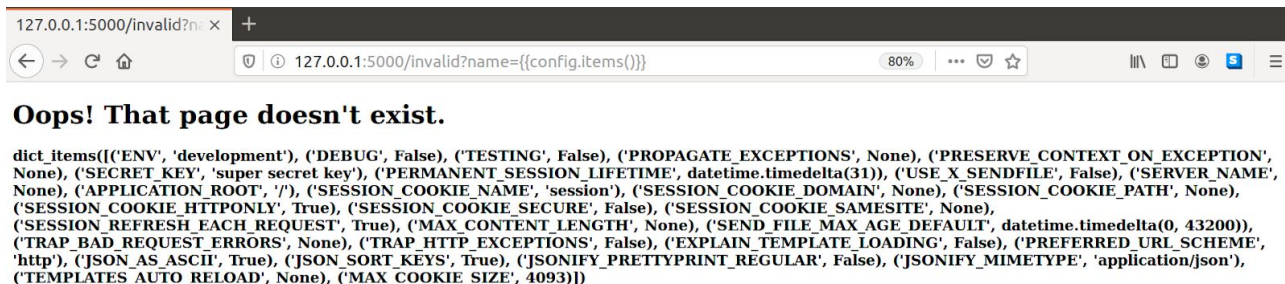 127.0.0.1:5000/invalid?na
127.0.0.1:5000/invalid?name={{config.items()}}
80%
Oops! That page doesn't exist.
dict_items([('ENV', 'development'), ('DEBUG', False), ('TESTING', False), ('PROPAGATE_EXCEPTIONS', None), ('PRESERVE_CONTEXT_ON_EXCEPTION',
None), ('SECRET_KEY', 'super secret key'), ('PERMANENT_SESSION_LIFETIME', datetime.timedelta(31)), ('USE_X_SENDFILE', False), ('SERVER_NAME',
None), ('APPLICATION_ROOT', '/'), ('SESSION_COOKIE_NAME', 'session'), ('SESSION_COOKIE_DOMAIN', None), ('SESSION_COOKIE_PATH', None),
('SESSION_COOKIE_HTTPONLY', True), ('SESSION_COOKIE_SECURE', False), ('SESSION_COOKIE_SAMESITE', None),
('SESSION_REFRESH_EACH_REQUEST', True), ('MAX_CONTENT_LENGTH', None), ('SEND_FILE_MAX_AGE_DEFAULT', datetime.timedelta(0, 43200)),
('TRAP_BAD_REQUEST_ERRORS', None), ('TRAP_HTTP_EXCEPTIONS', False), ('EXPLAIN_TEMPLATE_LOADING', False), ('PREFERRED_URL_SCHEME',
'http'), ('JSON_AS_ASCII', True), ('JSON_SORT_KEYS', True), ('JSONIFY_PRETTYPRINT_REGULAR', False), ('JSONIFY_MIMETYPE', 'application/json'),
('TEMPLATES_AUTO_RELOAD', None), ('MAX_COOKIE_SIZE', 4093)])